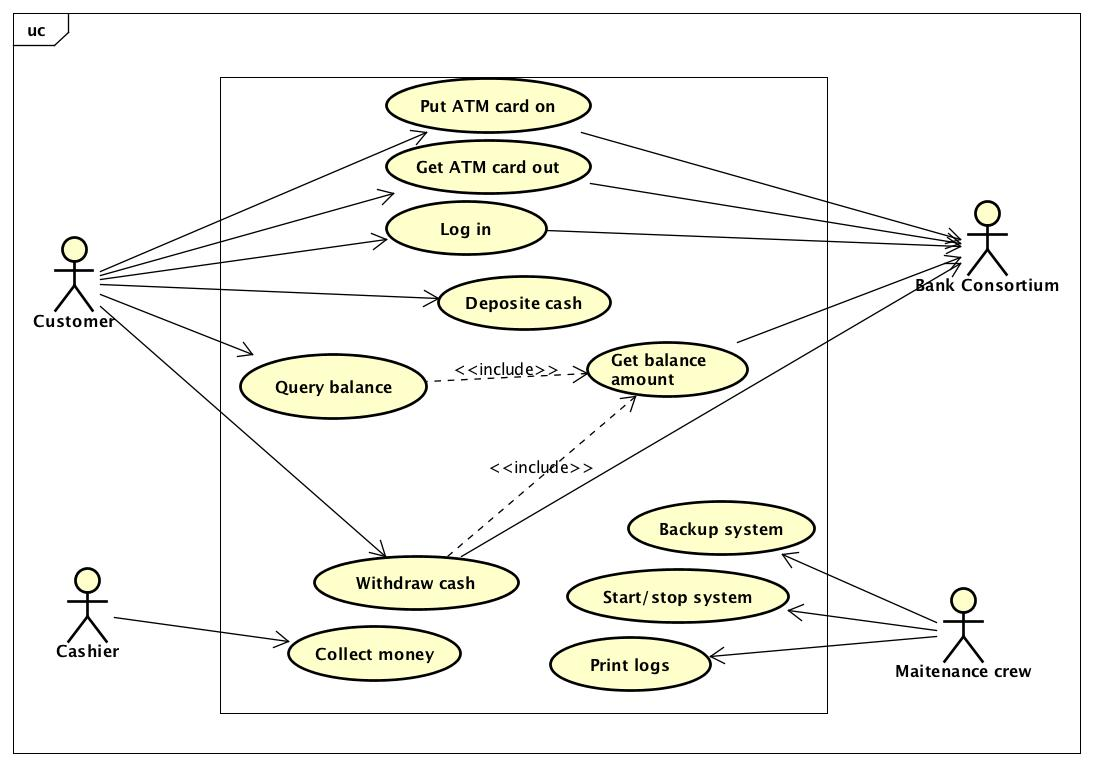 uc
Put ATM card on
Get ATM card out
Log in
Bank Consortium
Deposite cash
Customer
Get balance
amount
<<include>>
Query balance
<<include>>
Backup system
Withdraw cash
Start/stop system
Cashier
Collect money
Print logs
Maitenance crew